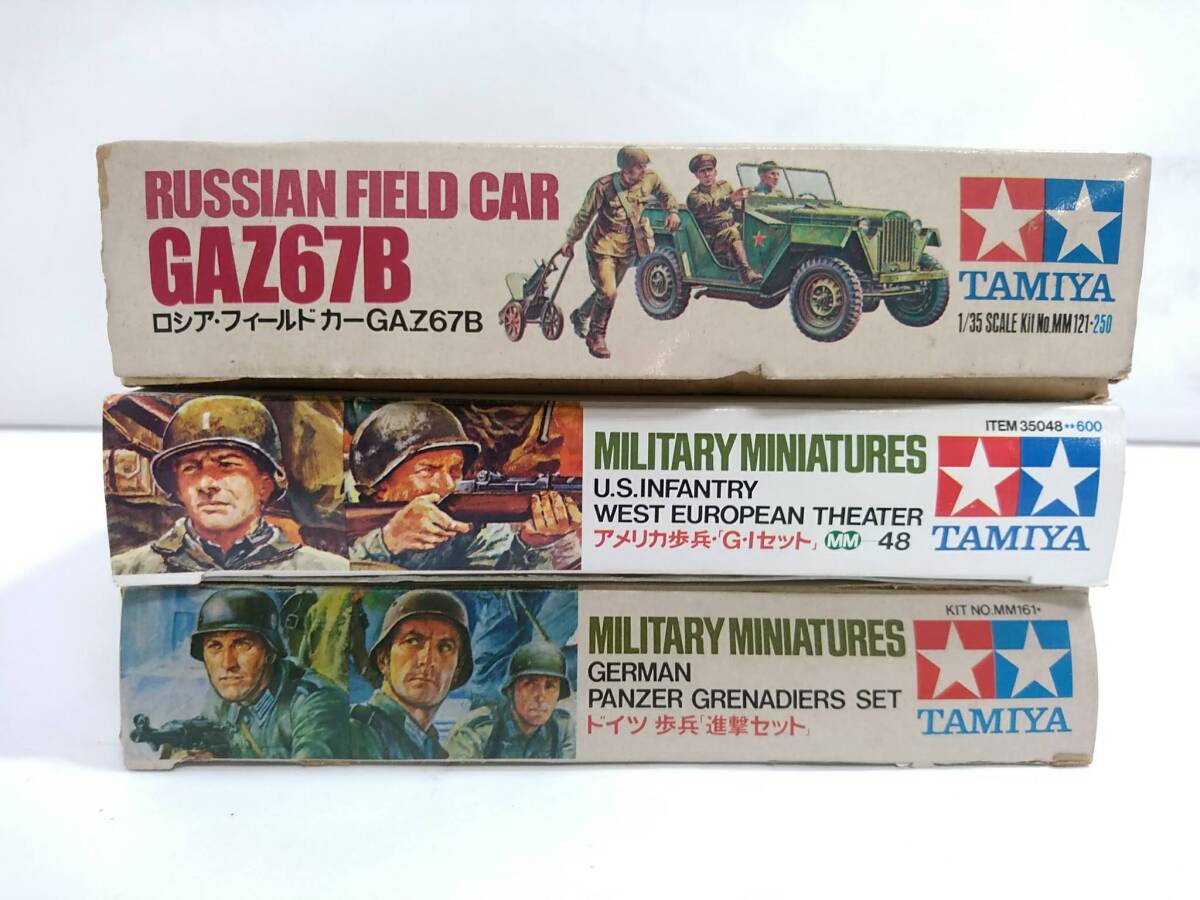 RUSSIAN FIELD CAR
GAZ67B
ロシア・フィールドカーGAZ67B
TAMIYA
1/35 SCALE Kit No.MM121・250
MILITARY MINIATURES
U.S.INFANTRY
WEST EUROPEAN THEATER
アメリカ歩兵・「G・Iセット」 MM 48
ITEM 35048**600
TAMIYA
MILITARY MINIATURES
GERMAN
PANZER GRENADIERS SET
ドイツ 歩兵「進撃セット」
KIT NO.MM161・
TAMIYA